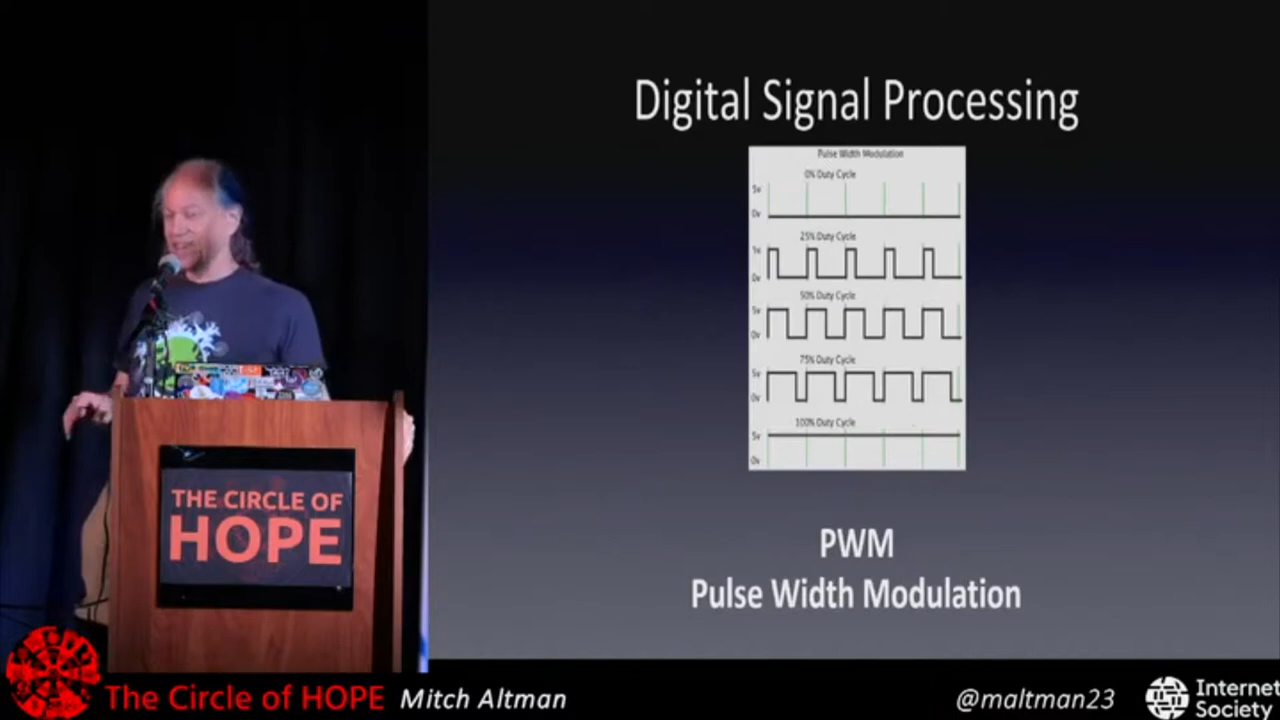 Digital Signal Processing
Pulse Width Modulation
0% Duty Cycle
5v
0v
25% Duty Cycle
5v
0v
50% Duty Cycle
5v
0v
75% Duty Cycle
5v
0v
100% Duty Cycle
5v
0v
PWM
Pulse Width Modulation
THE CIRCLE OF
HOPE
The Circle of HOPE
Mitch Altman
@maltman23
Internet
Society